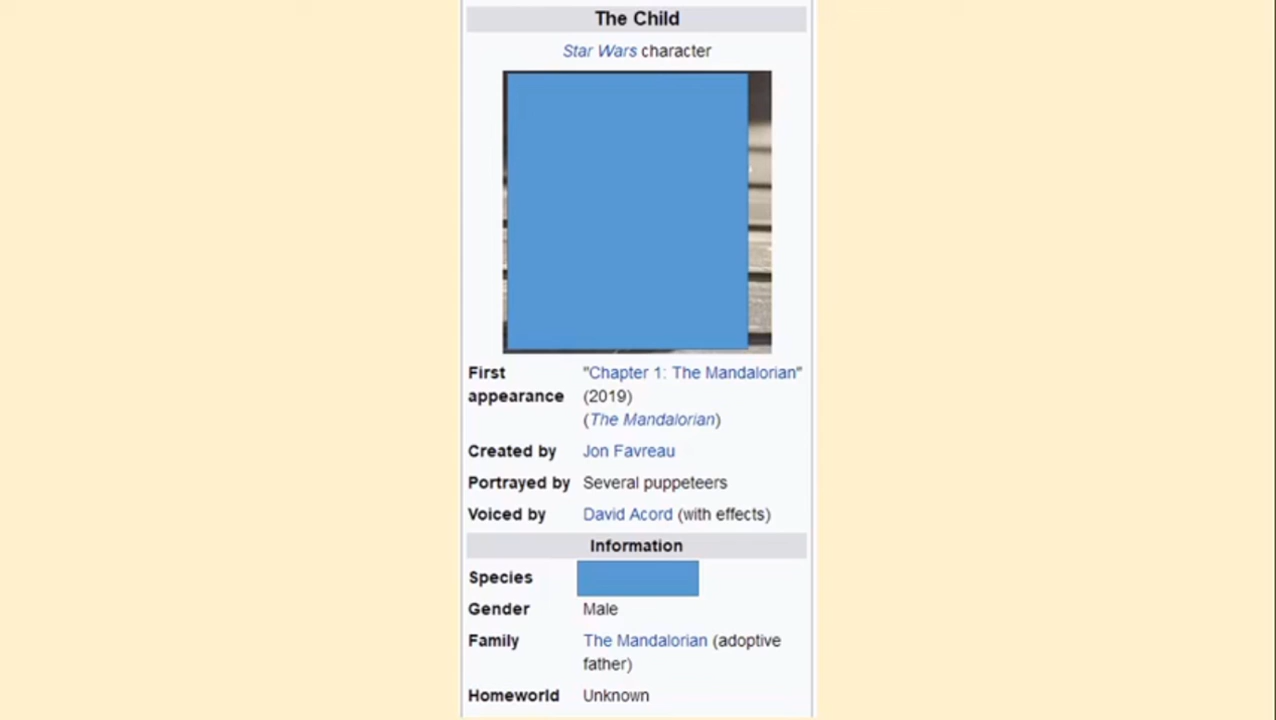 The Child
Star Wars character
First "Chapter 1: The Mandalorian"
appearance (2019)
(The Mandalorian)
Created by Jon Favreau
Portrayed by Several puppeteers
Voiced by David Acord (with effects)
Information
Species
Gender Male
Family The Mandalorian (adoptive
father)
Homeworld Unknown